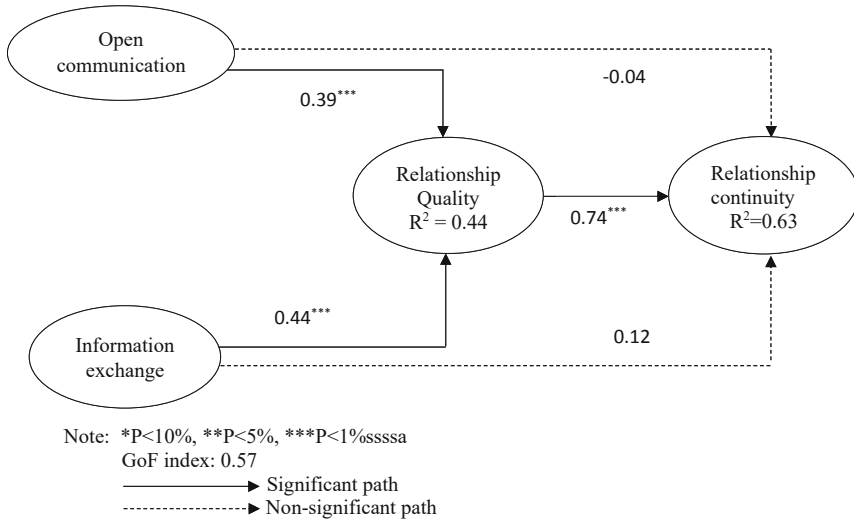 Open
communication
-0.04
0.39***
Relationship
Quality
R² = 0.44
Relationship
continuity
R²=0.63
0.74***
0.44***
0.12
Information
exchange
Note: *P<10%, **P<5%, ***P<1%ssssa
GoF index: 0.57
Significant path
Non-significant path